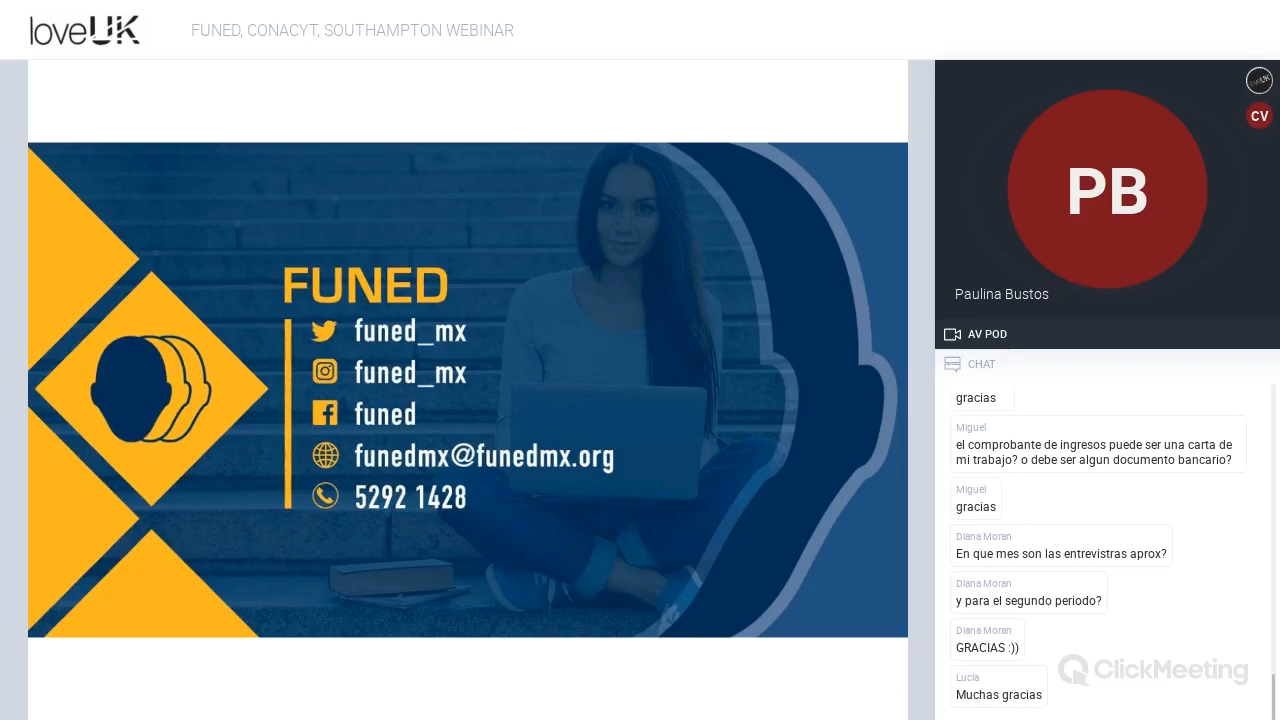 loveUK
FUNED, CONACYT, SOUTHAMPTON WEBINAR
FUNED
funed_mx
funed_mx
funed
funedmx@funedmx.org
5292 1428
CV
PB
Paulina Bustos
AV POD
CHAT
gracias
Miguel
el comprobante de ingresos puede ser una carta de
mi trabajo? o debe ser algun documento bancario?
Miguel
gracias
Diana Moran
En que mes son las entrevistras aprox?
Diana Moran
y para el segundo periodo?
Diana Moran
GRACIAS :))
Lucía
Muchas gracias
ClickMeeting